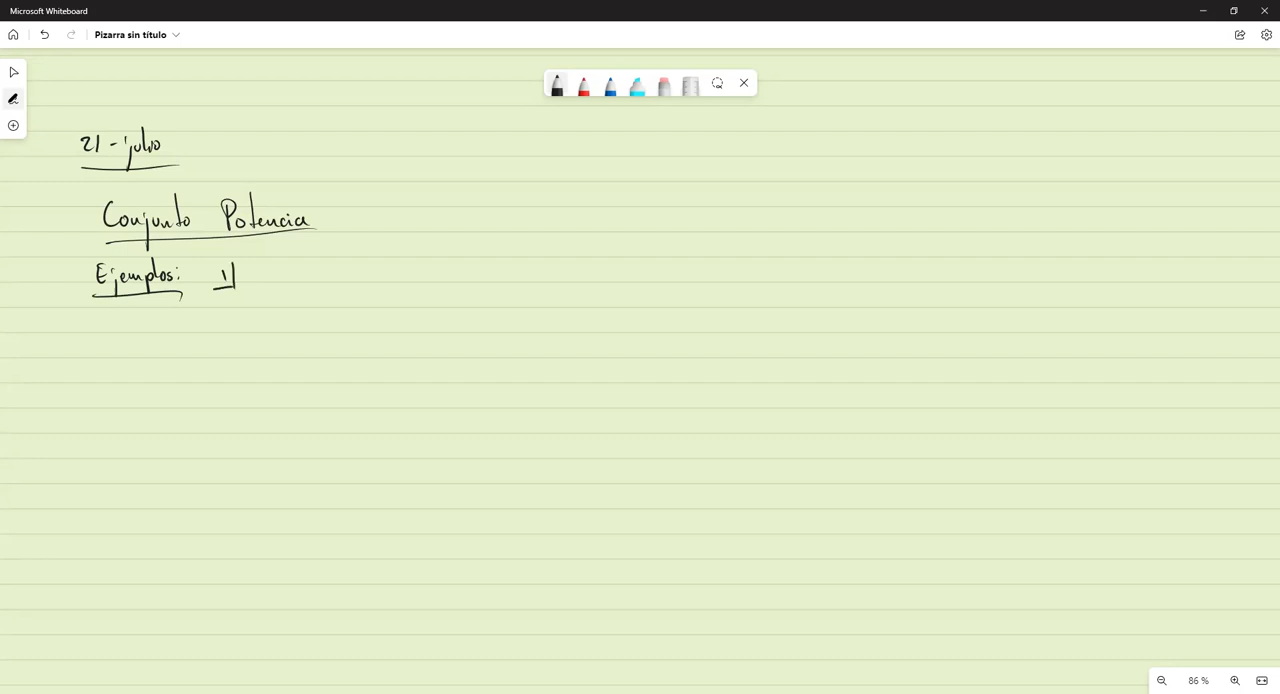 Microsoft Whiteboard
Pizarra sin título
21 - julio
Conjunto Potencia
Ejemplos: 1)
86 %